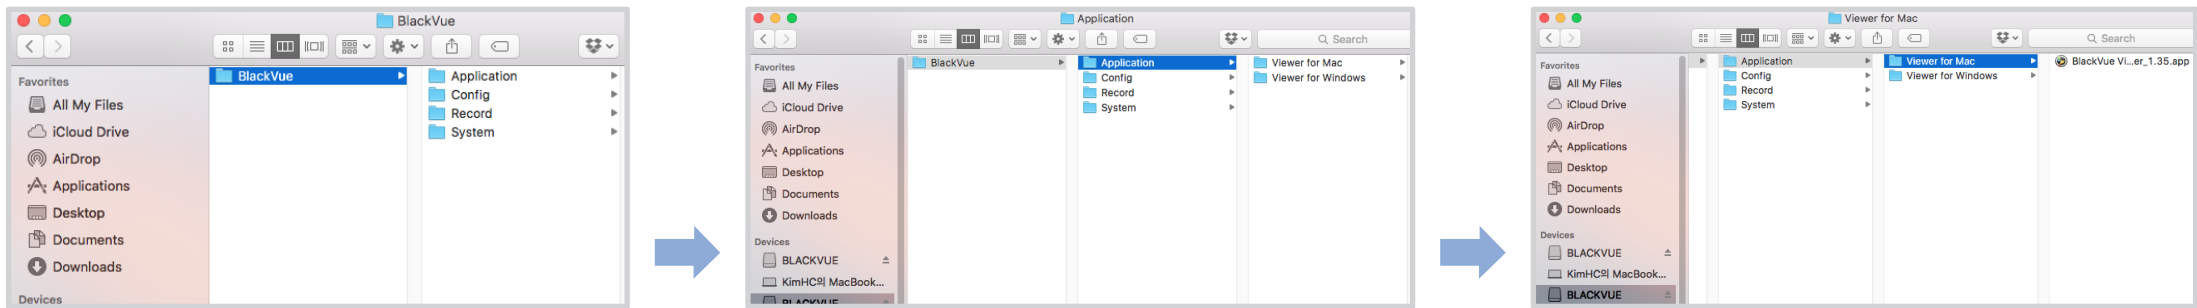 BlackVue
Favorites
All My Files
iCloud Drive
AirDrop
Applications
Desktop
Documents
Downloads
Devices
BlackVue
Application
Config
Record
System
Application
Search
Favorites
All My Files
iCloud Drive
AirDrop
Applications
Desktop
Documents
Downloads
Devices
BLACKVUE
KimHC의 MacBook...
BLACKVUE
BlackVue
Application
Config
Record
System
Viewer for Mac
Viewer for Windows
Viewer for Mac
Search
Favorites
All My Files
iCloud Drive
AirDrop
Applications
Desktop
Documents
Downloads
Devices
BLACKVUE
KimHC의 MacBook...
BLACKVUE
Application
Config
Record
System
Viewer for Mac
Viewer for Windows
BlackVue Vi...er_1.35.app